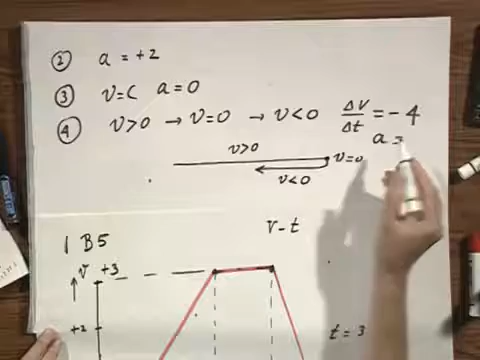 ② a = +2
③ v=c a=0
④ v>0 → v=0 → v<0 Δv/Δt = -4
a =
v>0
v=0
v<0
1 B5 v-t
v +3
+2
t = 3